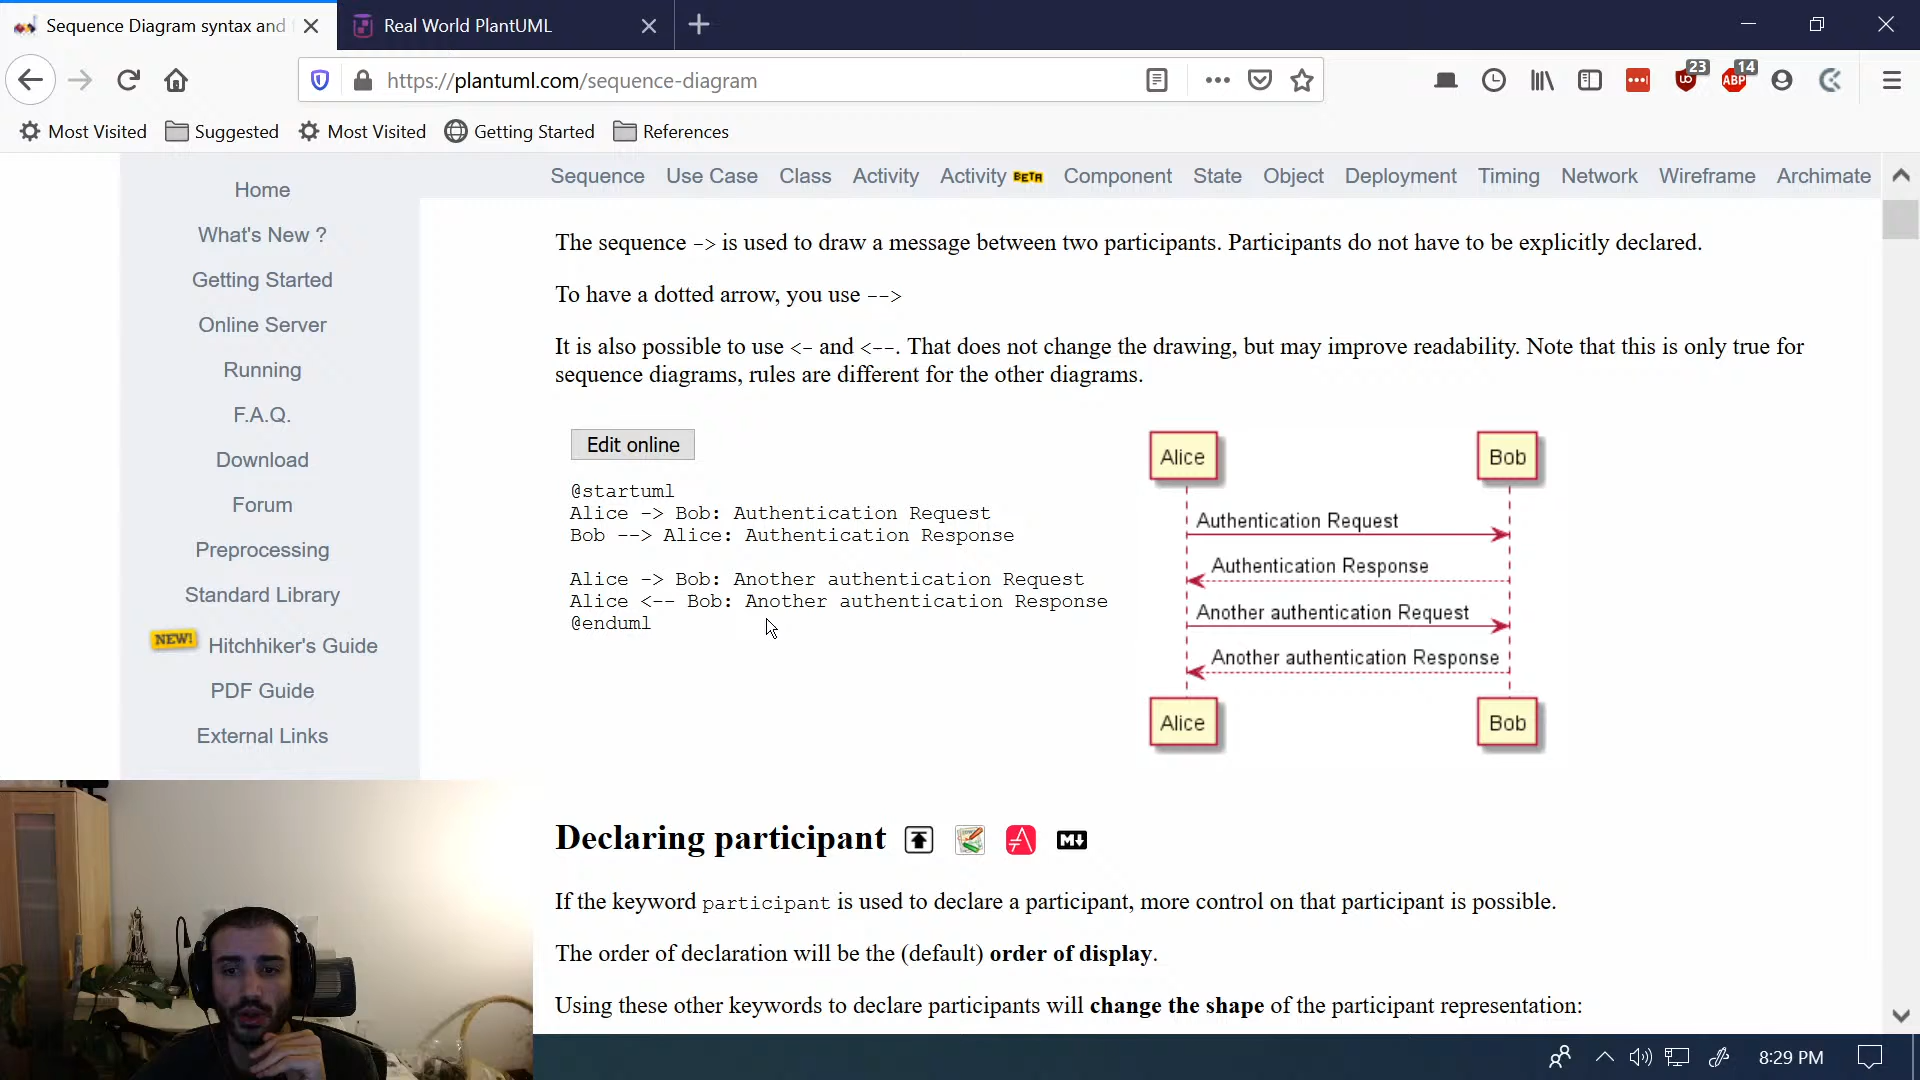 Sequence Diagram syntax and
Real World PlantUML
https://plantuml.com/sequence-diagram
23
14
UO
ABP
Most Visited
Suggested
Most Visited
Getting Started
References
Home
What's New ?
Getting Started
Online Server
Running
F.A.Q.
Download
Forum
Preprocessing
Standard Library
NEW! Hitchhiker's Guide
PDF Guide
External Links
Sequence Use Case Class Activity Activity BETA Component State Object Deployment Timing Network Wireframe Archimate
The sequence -> is used to draw a message between two participants. Participants do not have to be explicitly declared.
To have a dotted arrow, you use -->
It is also possible to use <- and <--. That does not change the drawing, but may improve readability. Note that this is only true for
sequence diagrams, rules are different for the other diagrams.
Edit online
@startuml
Alice -> Bob: Authentication Request
Bob --> Alice: Authentication Response
Alice -> Bob: Another authentication Request
Alice <-- Bob: Another authentication Response
@enduml
Alice
Bob
Authentication Request
Authentication Response
Another authentication Request
Another authentication Response
Alice
Bob
Declaring participant
M
If the keyword participant is used to declare a participant, more control on that participant is possible.
The order of declaration will be the (default) order of display.
Using these other keywords to declare participants will change the shape of the participant representation:
8:29 PM